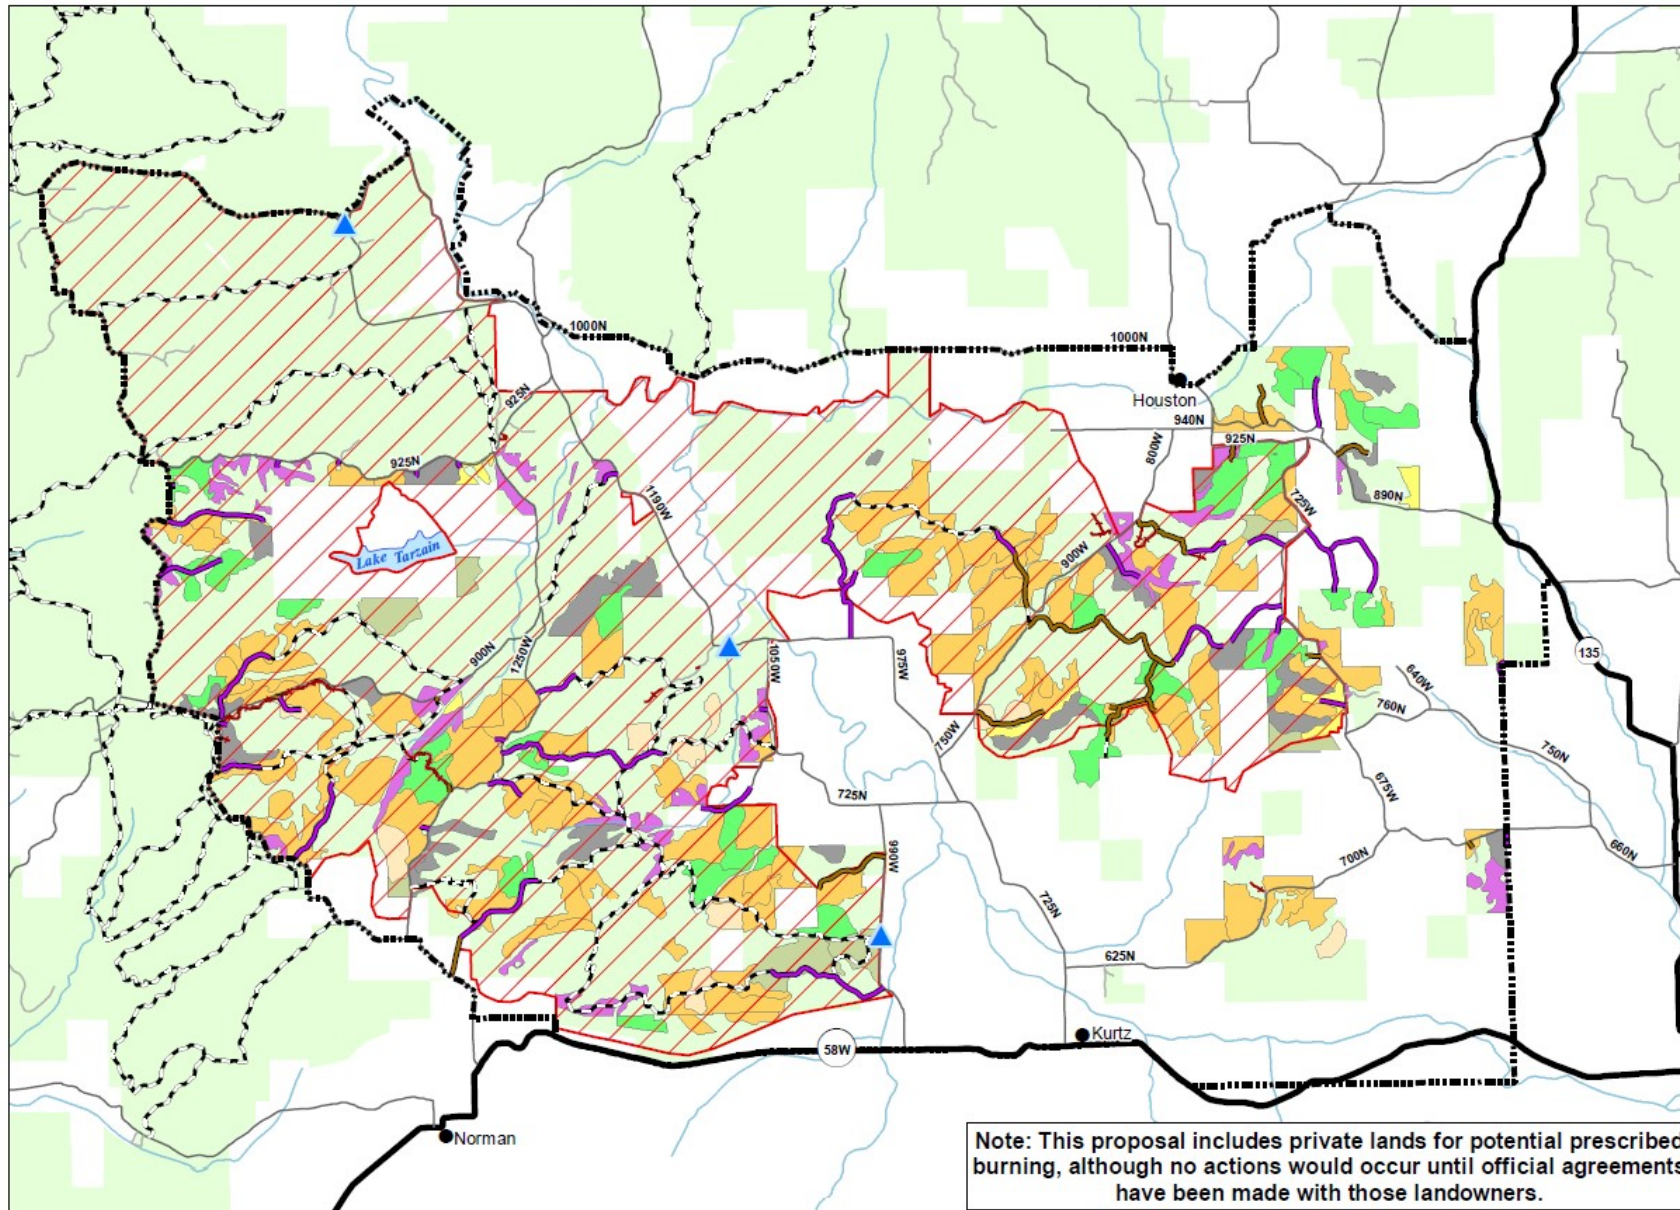 1000N
1000N
Houston
940N
925N
800W
925N
925N
890N
1190W
725W
Lake Tarzain
900W
900N
1250W
1050W
975W
135
640W
760N
750W
750N
725N
675W
990W
700N
660N
725N
625N
Kurtz
58W
Norman
Note: This proposal includes private lands for potential prescribed
burning, although no actions would occur until official agreements
have been made with those landowners.